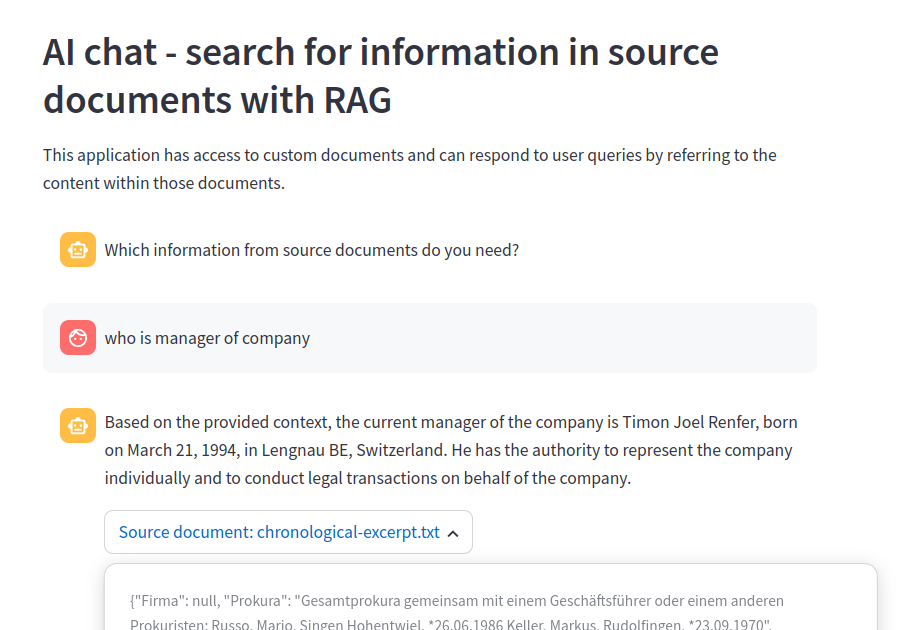 AI chat - search for information in source
documents with RAG
This application has access to custom documents and can respond to user queries by referring to the
content within those documents.
Which information from source documents do you need?
who is manager of company
Based on the provided context, the current manager of the company is Timon Joel Renfer, born
on March 21, 1994, in Lengnau BE, Switzerland. He has the authority to represent the company
individually and to conduct legal transactions on behalf of the company.
Source document: chronological-excerpt.txt
{"Firma": null, "Prokura": "Gesamtprokura gemeinsam mit einem Geschäftsführer oder einem anderen
Prokuristen: Russo, Mario, Singen Hohentwiel, *26.06.1986 Keller, Markus, Rudolfingen, *23.09.1970",